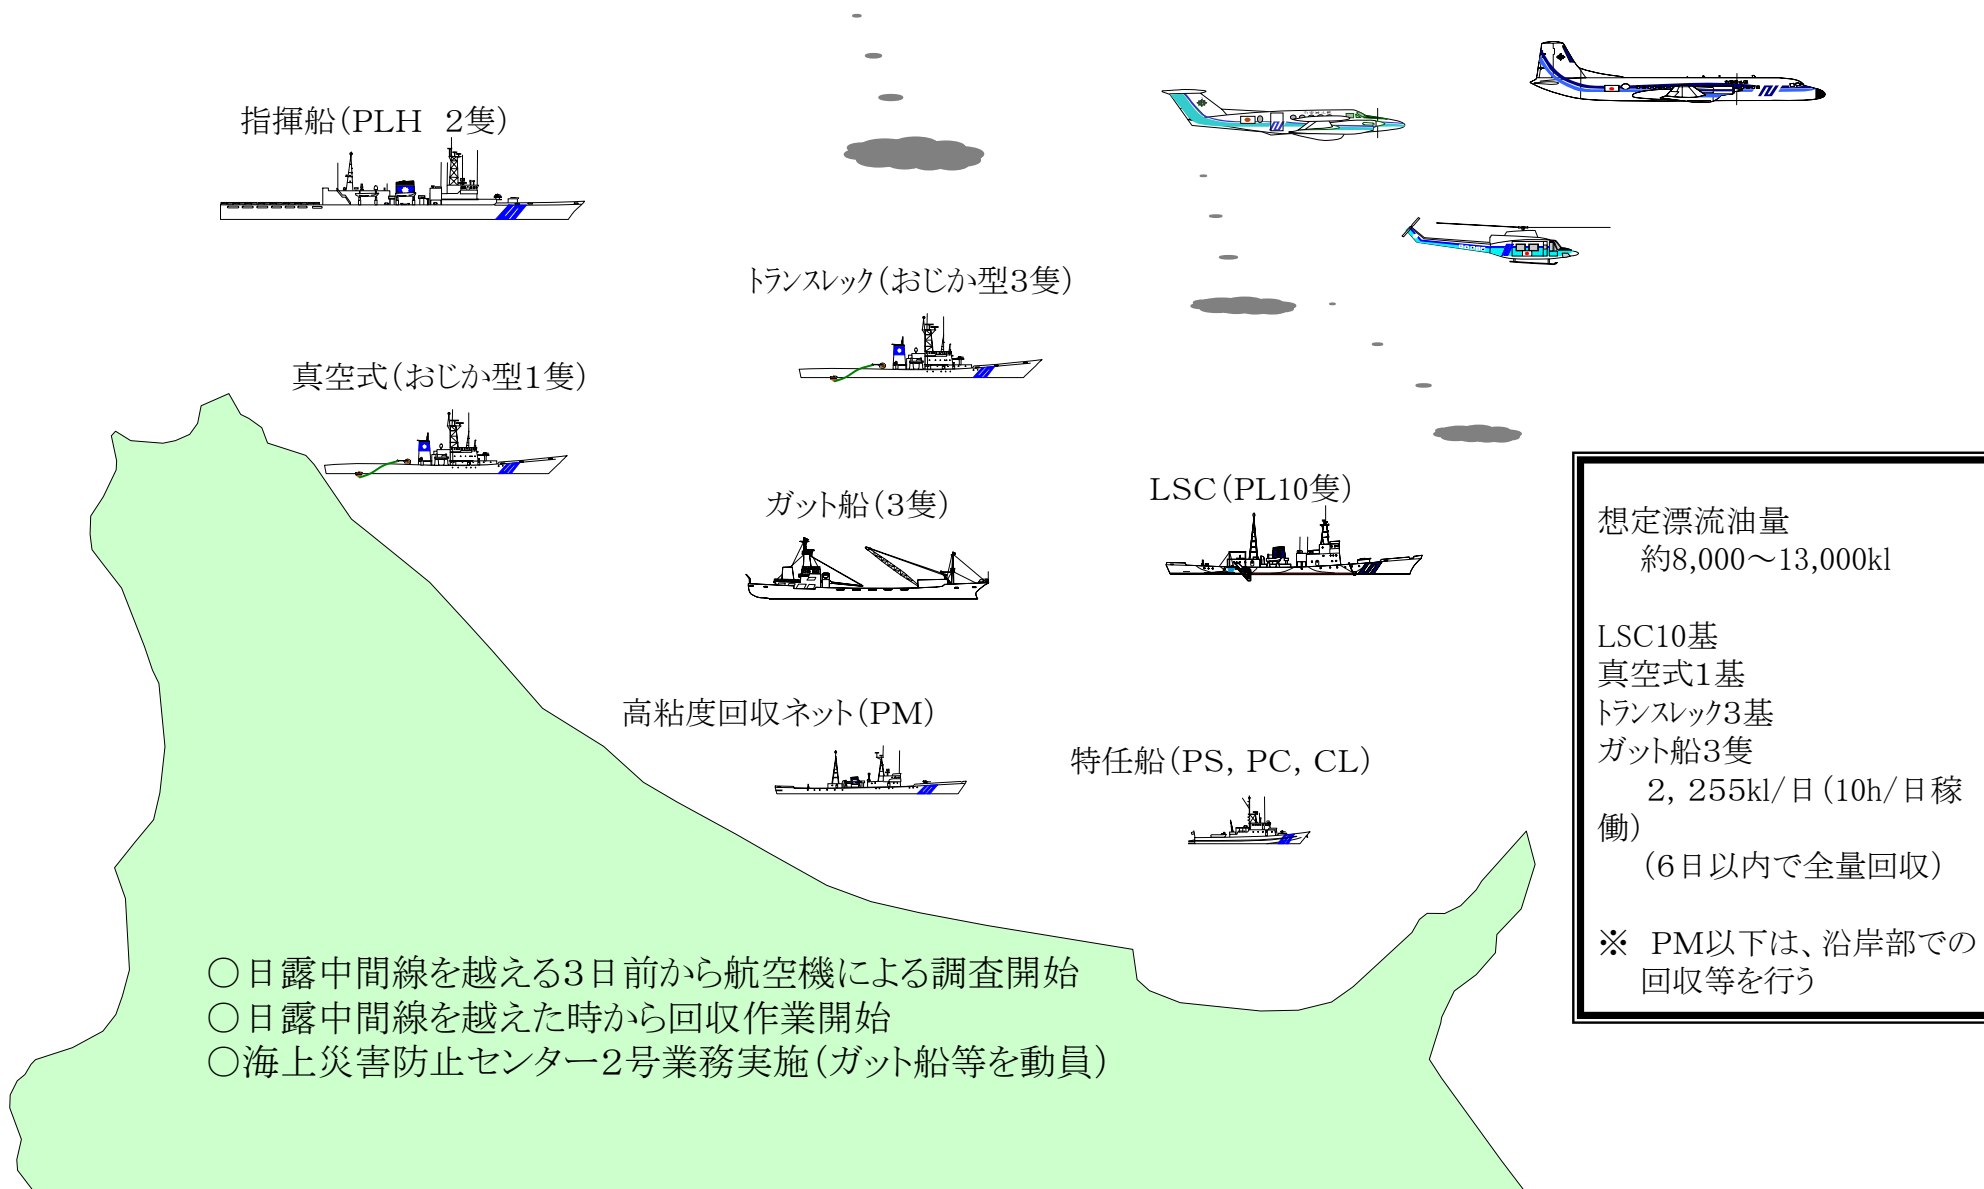 指揮船(PLH　2隻)
トランスレック(おじか型3隻)
真空式(おじか型1隻)
ガット船(3隻)
LSC(PL10隻)
高粘度回収ネット(PM)
特任船(PS, PC, CL)
想定漂流油量
約8,000～13,000kl
LSC10基
真空式1基
トランスレック3基
ガット船3隻
2, 255kl/日(10h/日稼
働)
(6日以内で全量回収)
※　PM以下は、沿岸部での
回収等を行う
○日露中間線を越える3日前から航空機による調査開始
○日露中間線を越えた時から回収作業開始
○海上災害防止センター2号業務実施(ガット船等を動員)